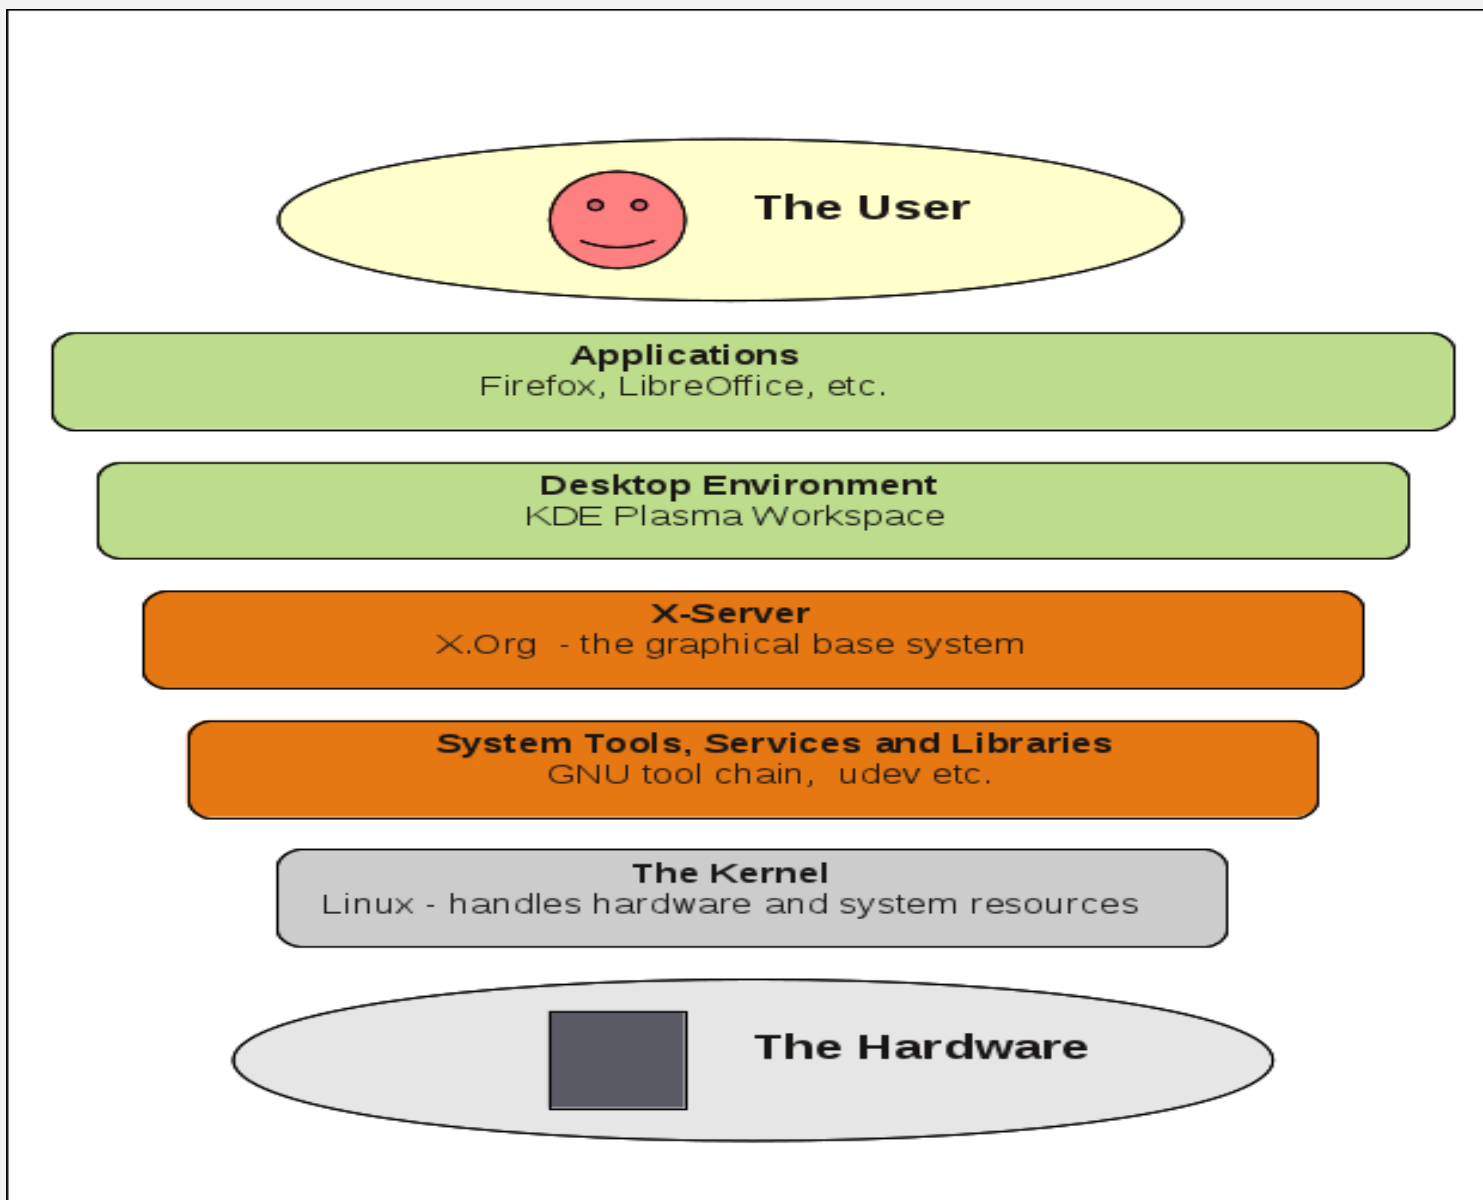 The User
Applications
Firefox, LibreOffice, etc.
Desktop Environment
KDE Plasma Workspace
X-Server
X.Org  - the graphical base system
System Tools, Services and Libraries
GNU tool chain,  udev etc.
The Kernel
Linux - handles hardware and system resources
The Hardware